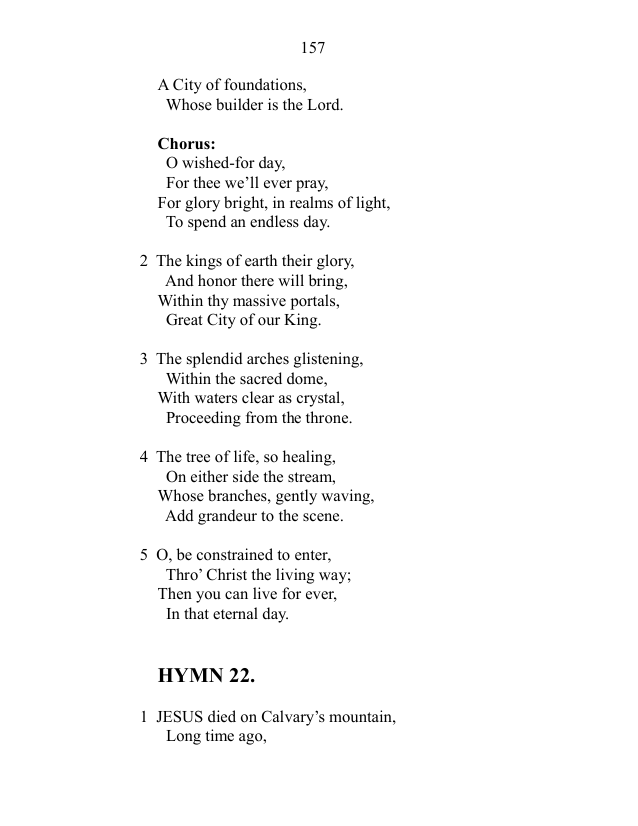 157
A City of foundations,
Whose builder is the Lord.
Chorus:
O wished-for day,
For thee we’ll ever pray,
For glory bright, in realms of light,
To spend an endless day.
2 The kings of earth their glory,
And honor there will bring,
Within thy massive portals,
Great City of our King.
3 The splendid arches glistening,
Within the sacred dome,
With waters clear as crystal,
Proceeding from the throne.
4 The tree of life, so healing,
On either side the stream,
Whose branches, gently waving,
Add grandeur to the scene.
5 O, be constrained to enter,
Thro’ Christ the living way;
Then you can live for ever,
In that eternal day.
HYMN 22.
1 JESUS died on Calvary’s mountain,
Long time ago,